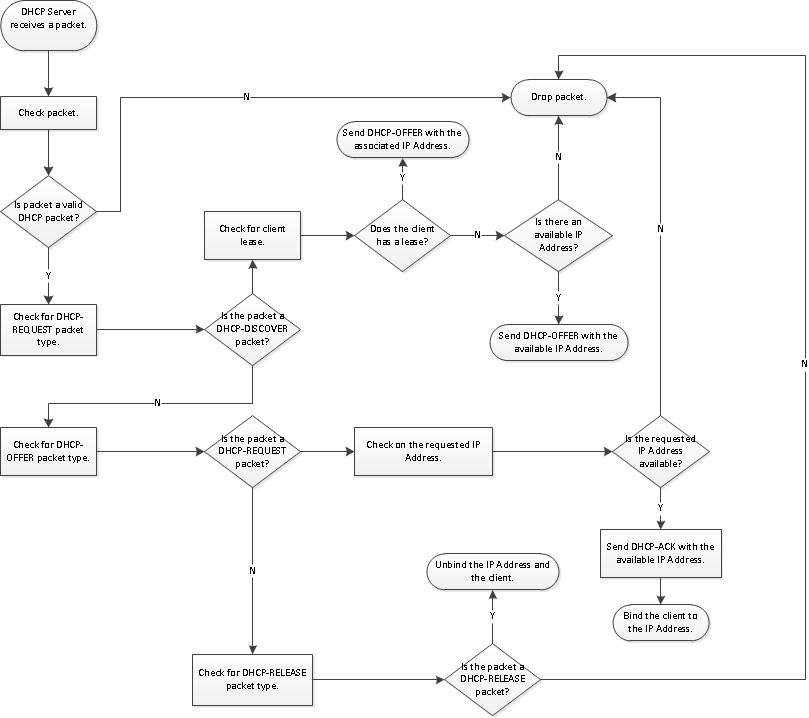 DHCP Server
receives a packet.
Check packet.
N
Drop packet.
Send DHCP-OFFER with the
associated IP Address.
Y
N
Is packet a valid
DHCP packet?
Check for client
lease.
Does the client
has a lease?
N
Is there an
available IP
Address?
N
Y
Y
Check for DHCP-
REQUEST packet
type.
Is the packet a
DHCP-DISCOVER
packet?
Send DHCP-OFFER with the
available IP Address.
N
N
Check for DHCP-
OFFER packet type.
Is the packet a
DHCP-REQUEST
packet?
Check on the requested IP
Address.
Is the requested
IP Address
available?
Y
Send DHCP-ACK with the
available IP Address.
N
Unbind the IP Address and
the client.
Y
Bind the client to
the IP Address.
Check for DHCP-RELEASE
packet type.
Is the packet a
DHCP-RELEASE
packet?